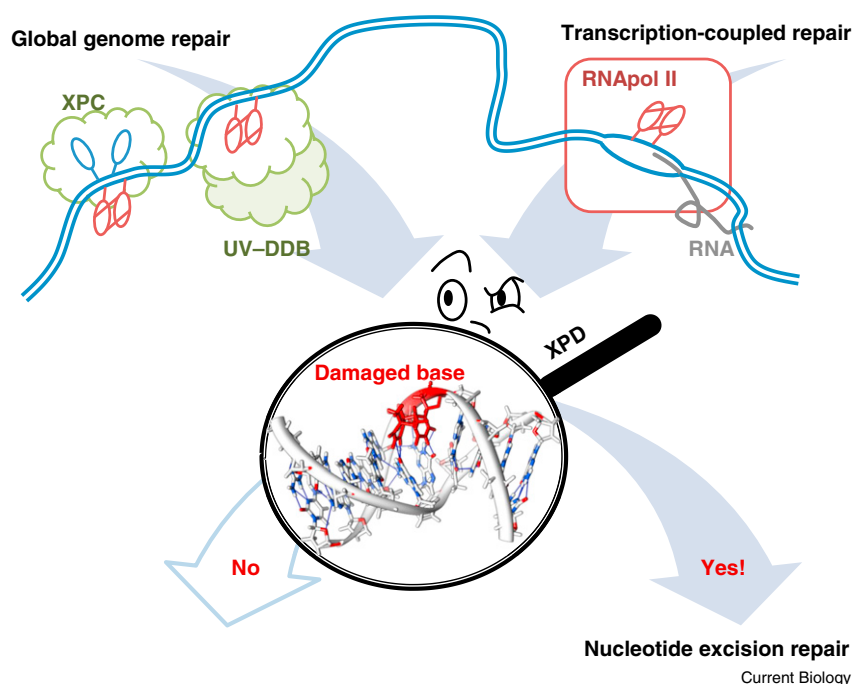 Global genome repair
Transcription-coupled repair
XPC
RNApol II
UV–DDB
RNA
XPD
Damaged base
No
Yes!
Nucleotide excision repair
Current Biology